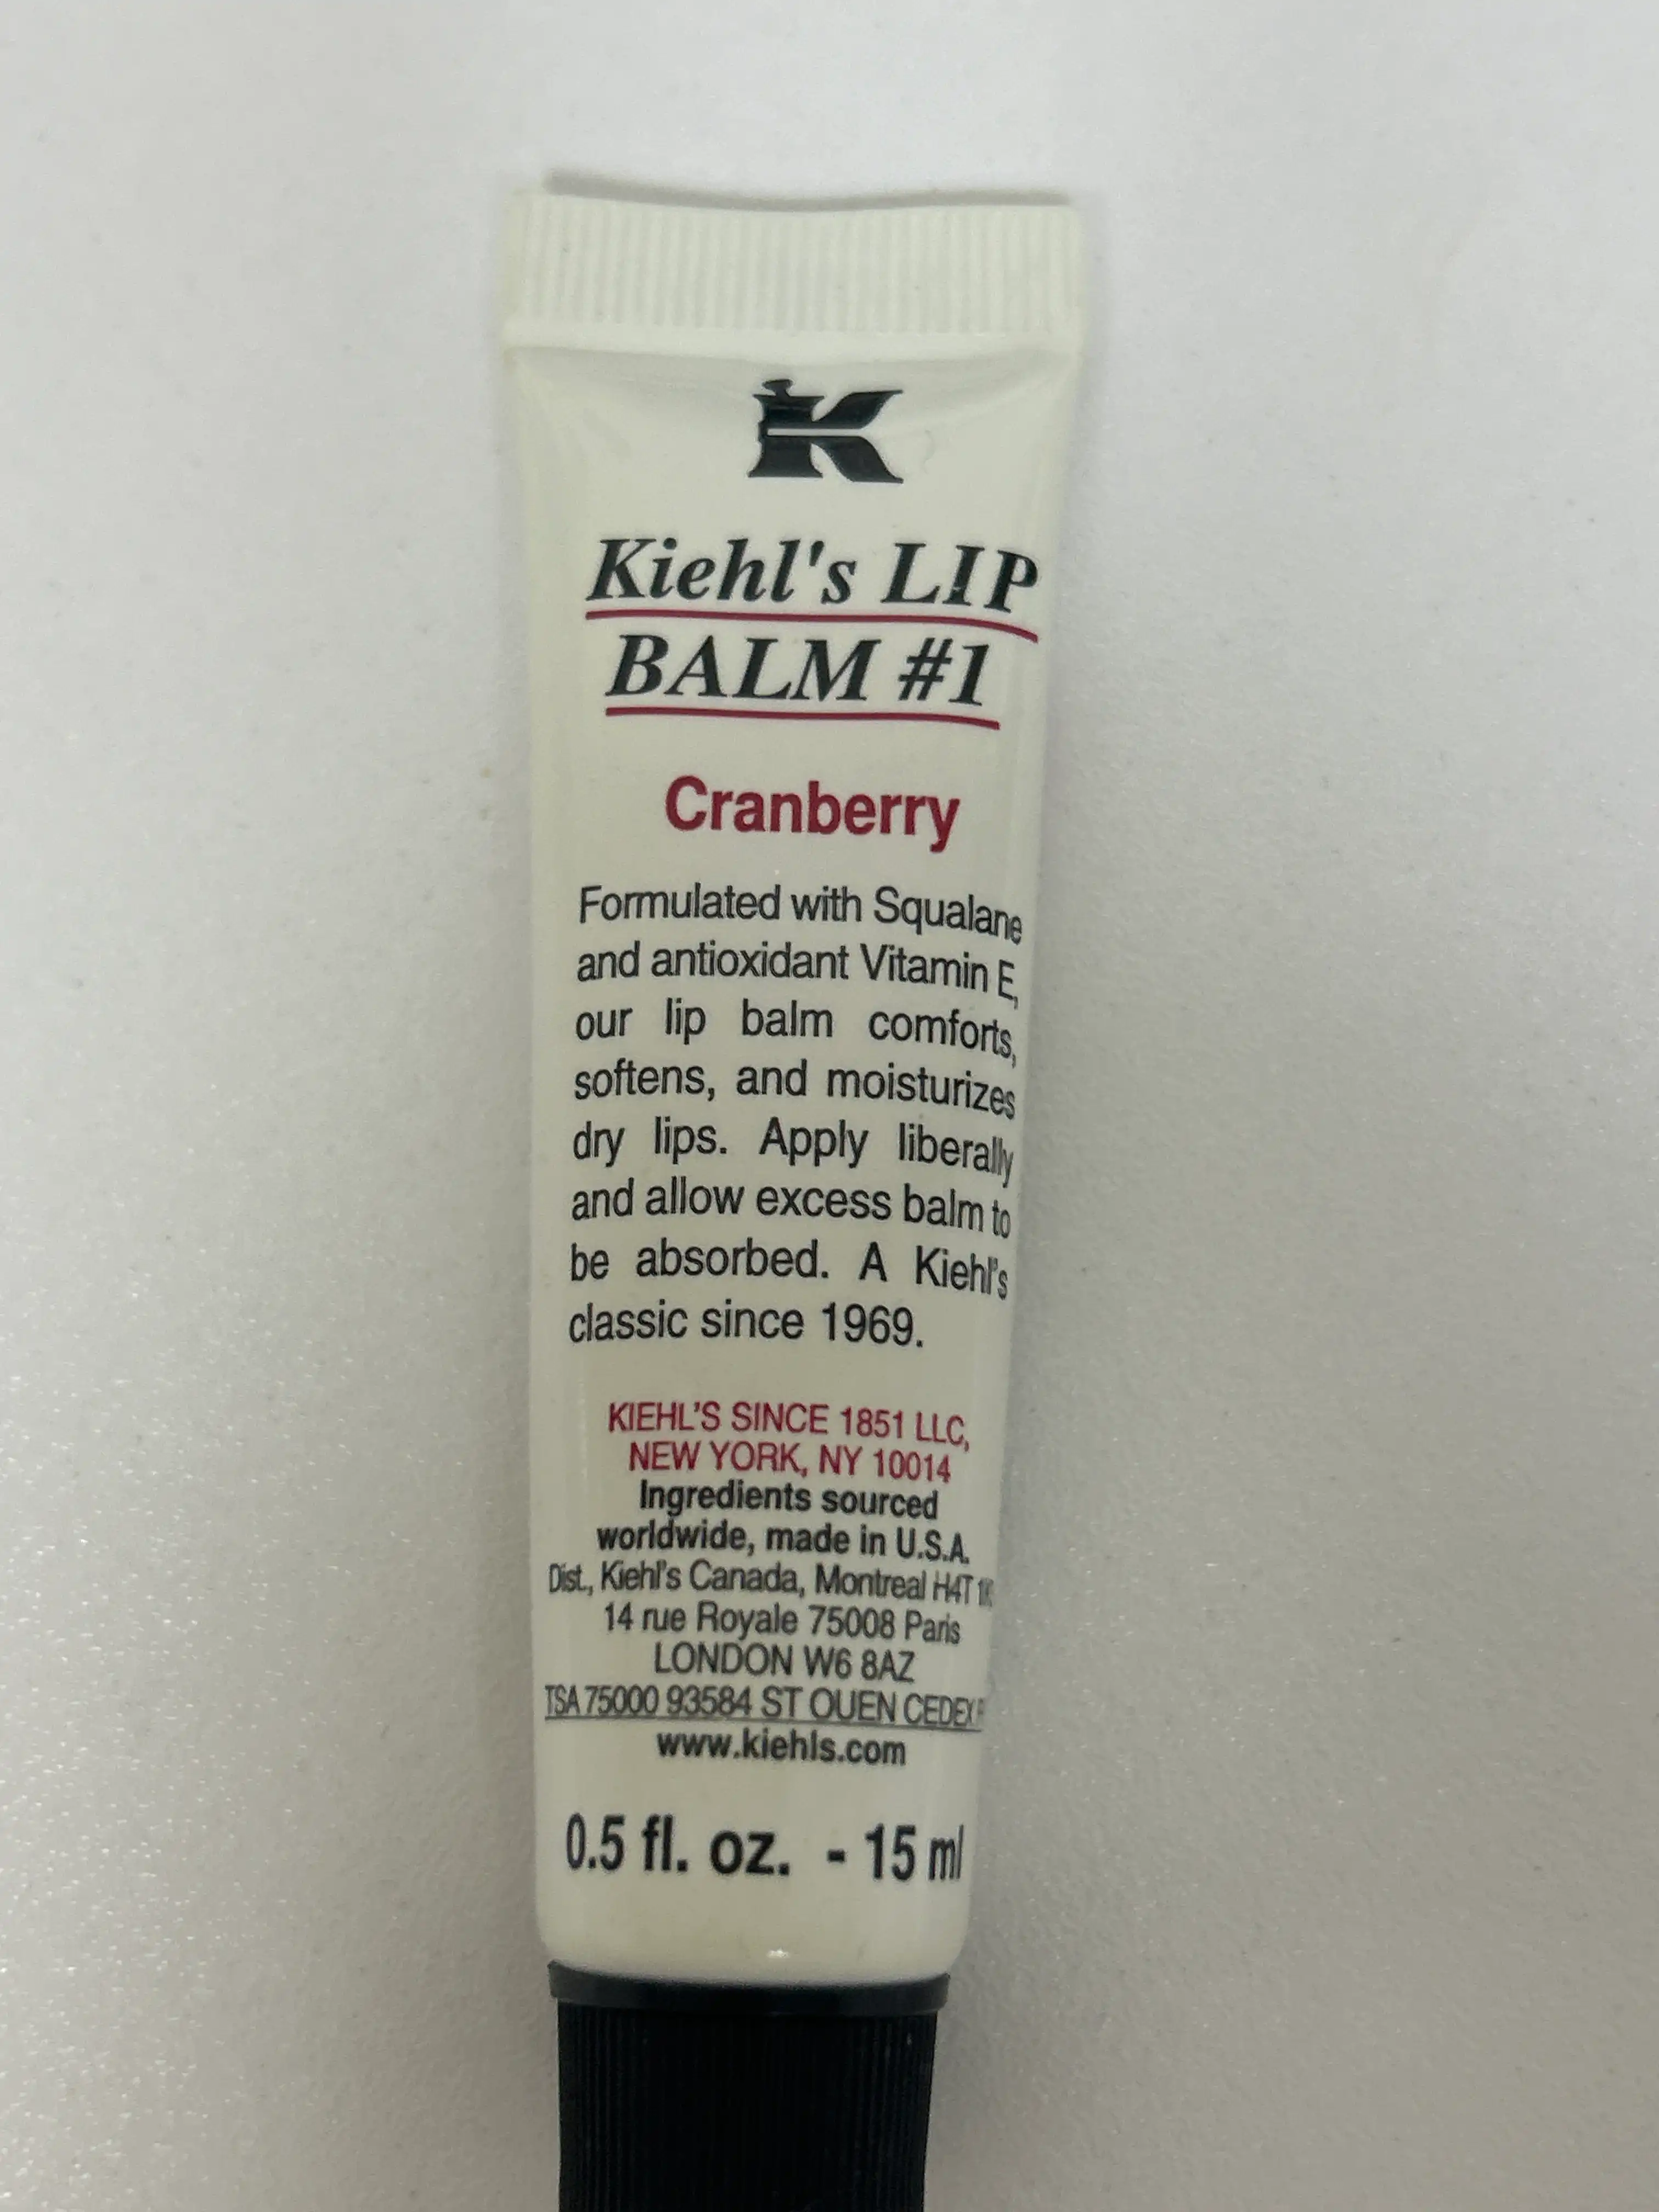 K
Kiehl's LIP
BALM #1
Cranberry
Formulated with Squalane
and antioxidant Vitamin E,
our lip balm comforts,
softens, and moisturizes
dry lips. Apply liberally
and allow excess balm to
be absorbed. A Kiehl's
classic since 1969.
KIEHL'S SINCE 1851 LLC,
NEW YORK, NY 10014
Ingredients sourced
worldwide, made in U.S.A.
Dist., Kiehl's Canada, Montreal H4T
14 rue Royale 75008 Paris
LONDON W6 8AZ
TSA 75000 93584 ST OUEN CEDEX
www.kiehls.com
0.5 fl. oz. - 15 ml